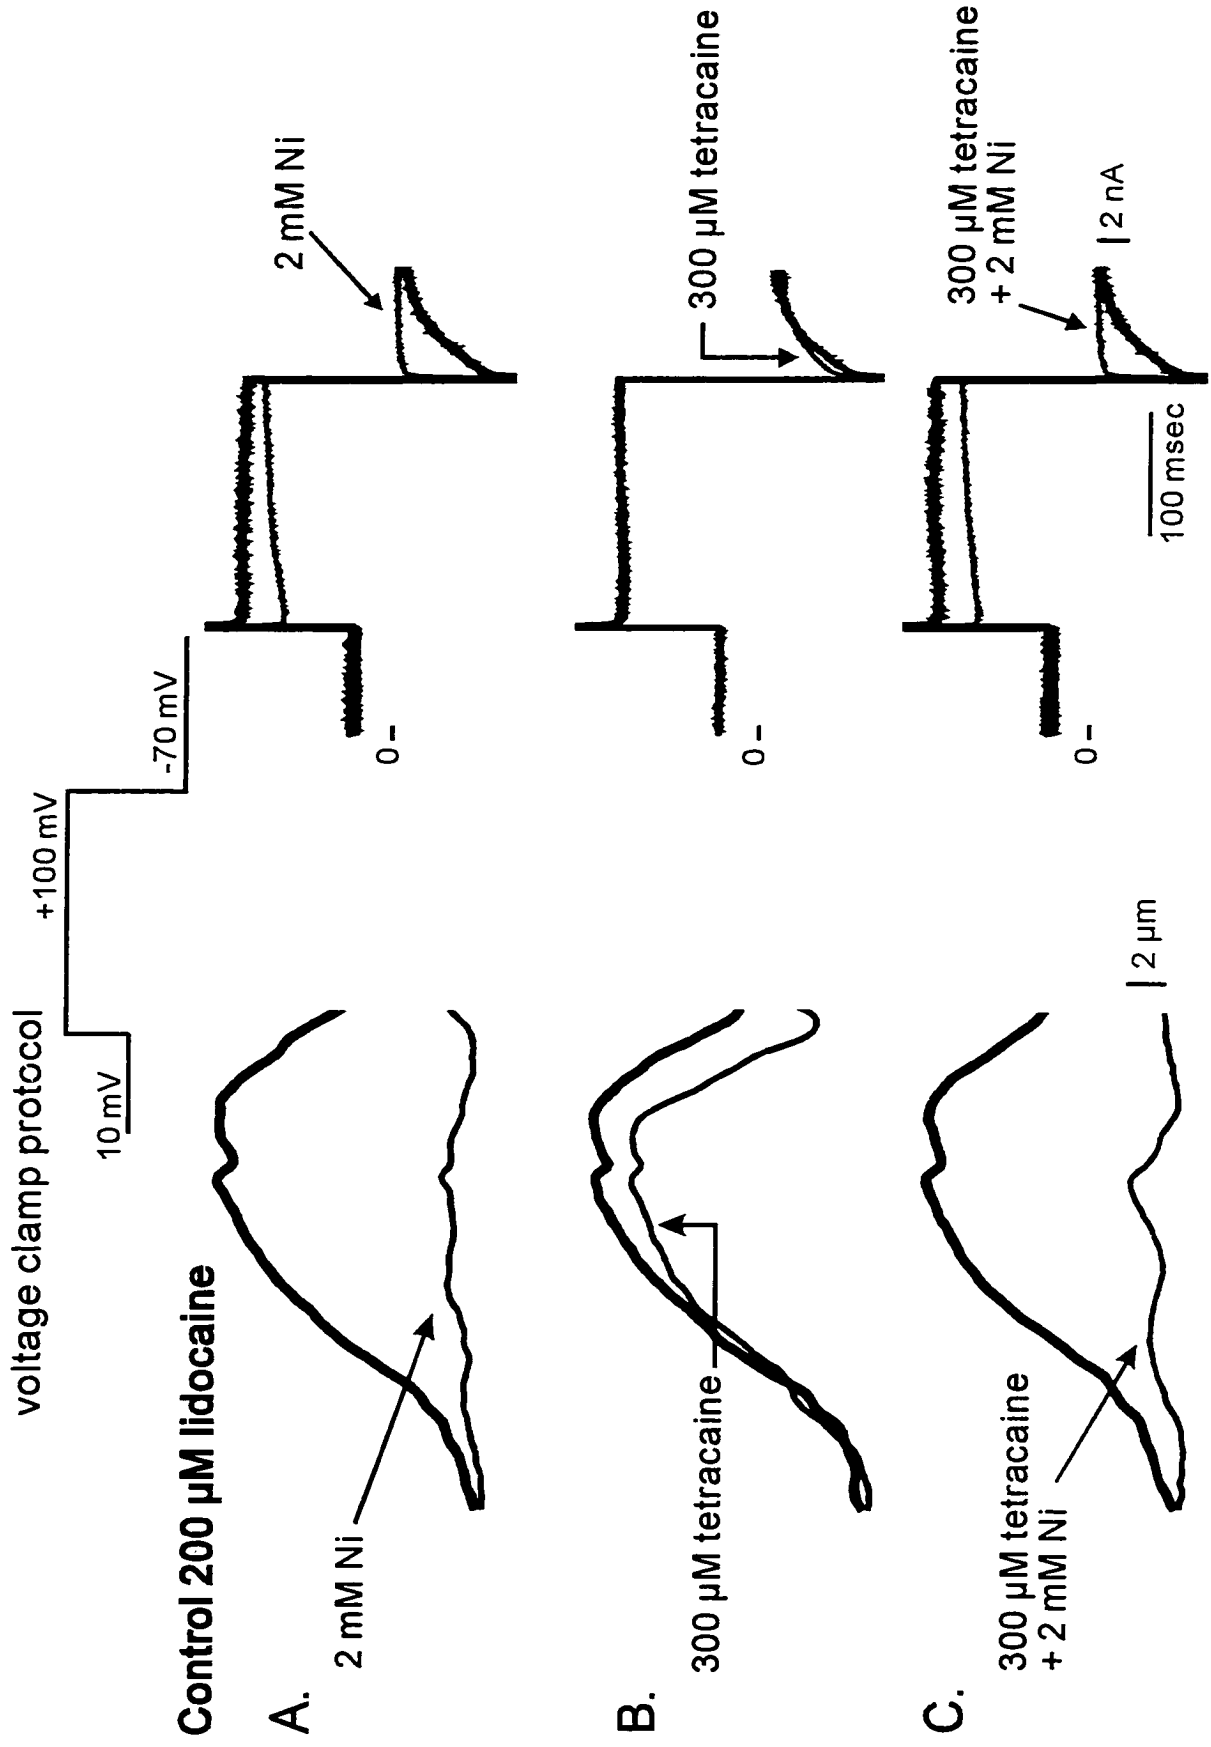 voltage clamp protocol
10 mV
+100 mV
-70 mV
Control 200 µM lidocaine
A.
2 mM Ni
0-
2 mM Ni
B.
300 µM tetracaine
0-
300 µM tetracaine
C.
300 µM tetracaine
+ 2 mM Ni
2 µm
0-
300 µM tetracaine
+ 2 mM Ni
2 nA
100 msec